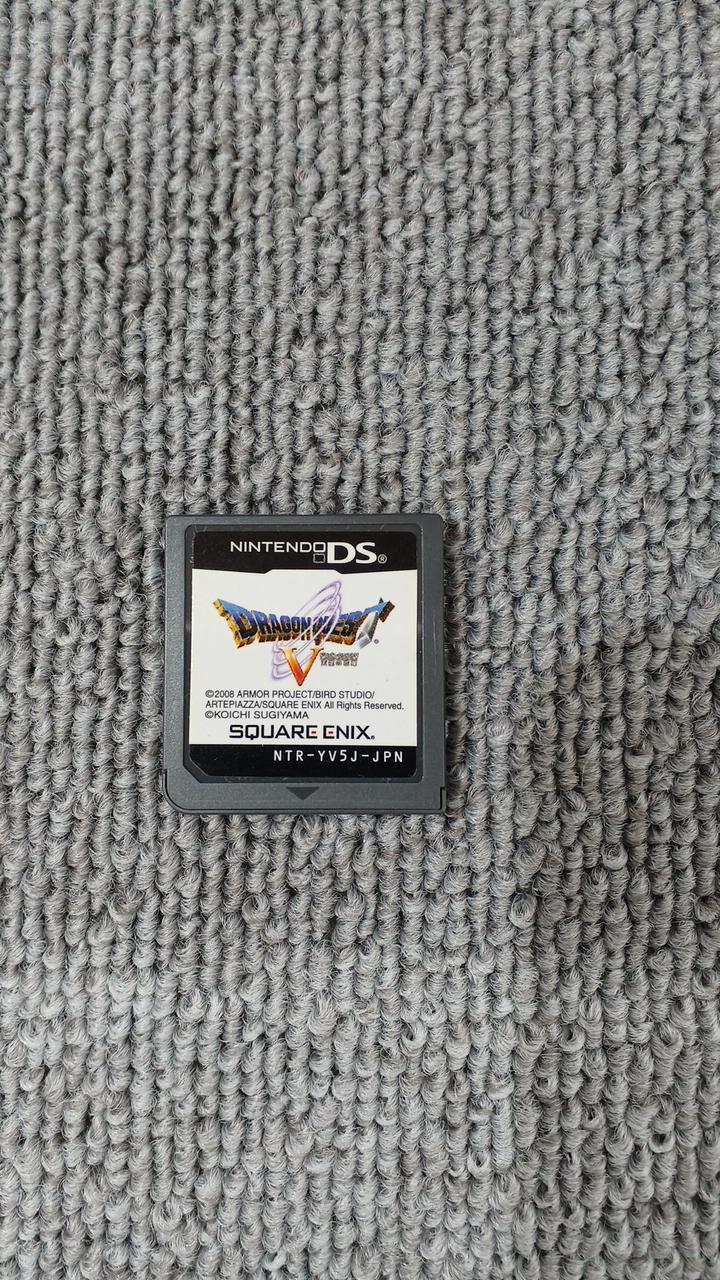 NINTENDO DS®
DRAGON QUEST®
V
©2008 ARMOR PROJECT/BIRD STUDIO/
ARTEPIAZZA/SQUARE ENIX All Rights Reserved.
©KOICHI SUGIYAMA
SQUARE ENIX®
NTR-YV5J-JPN